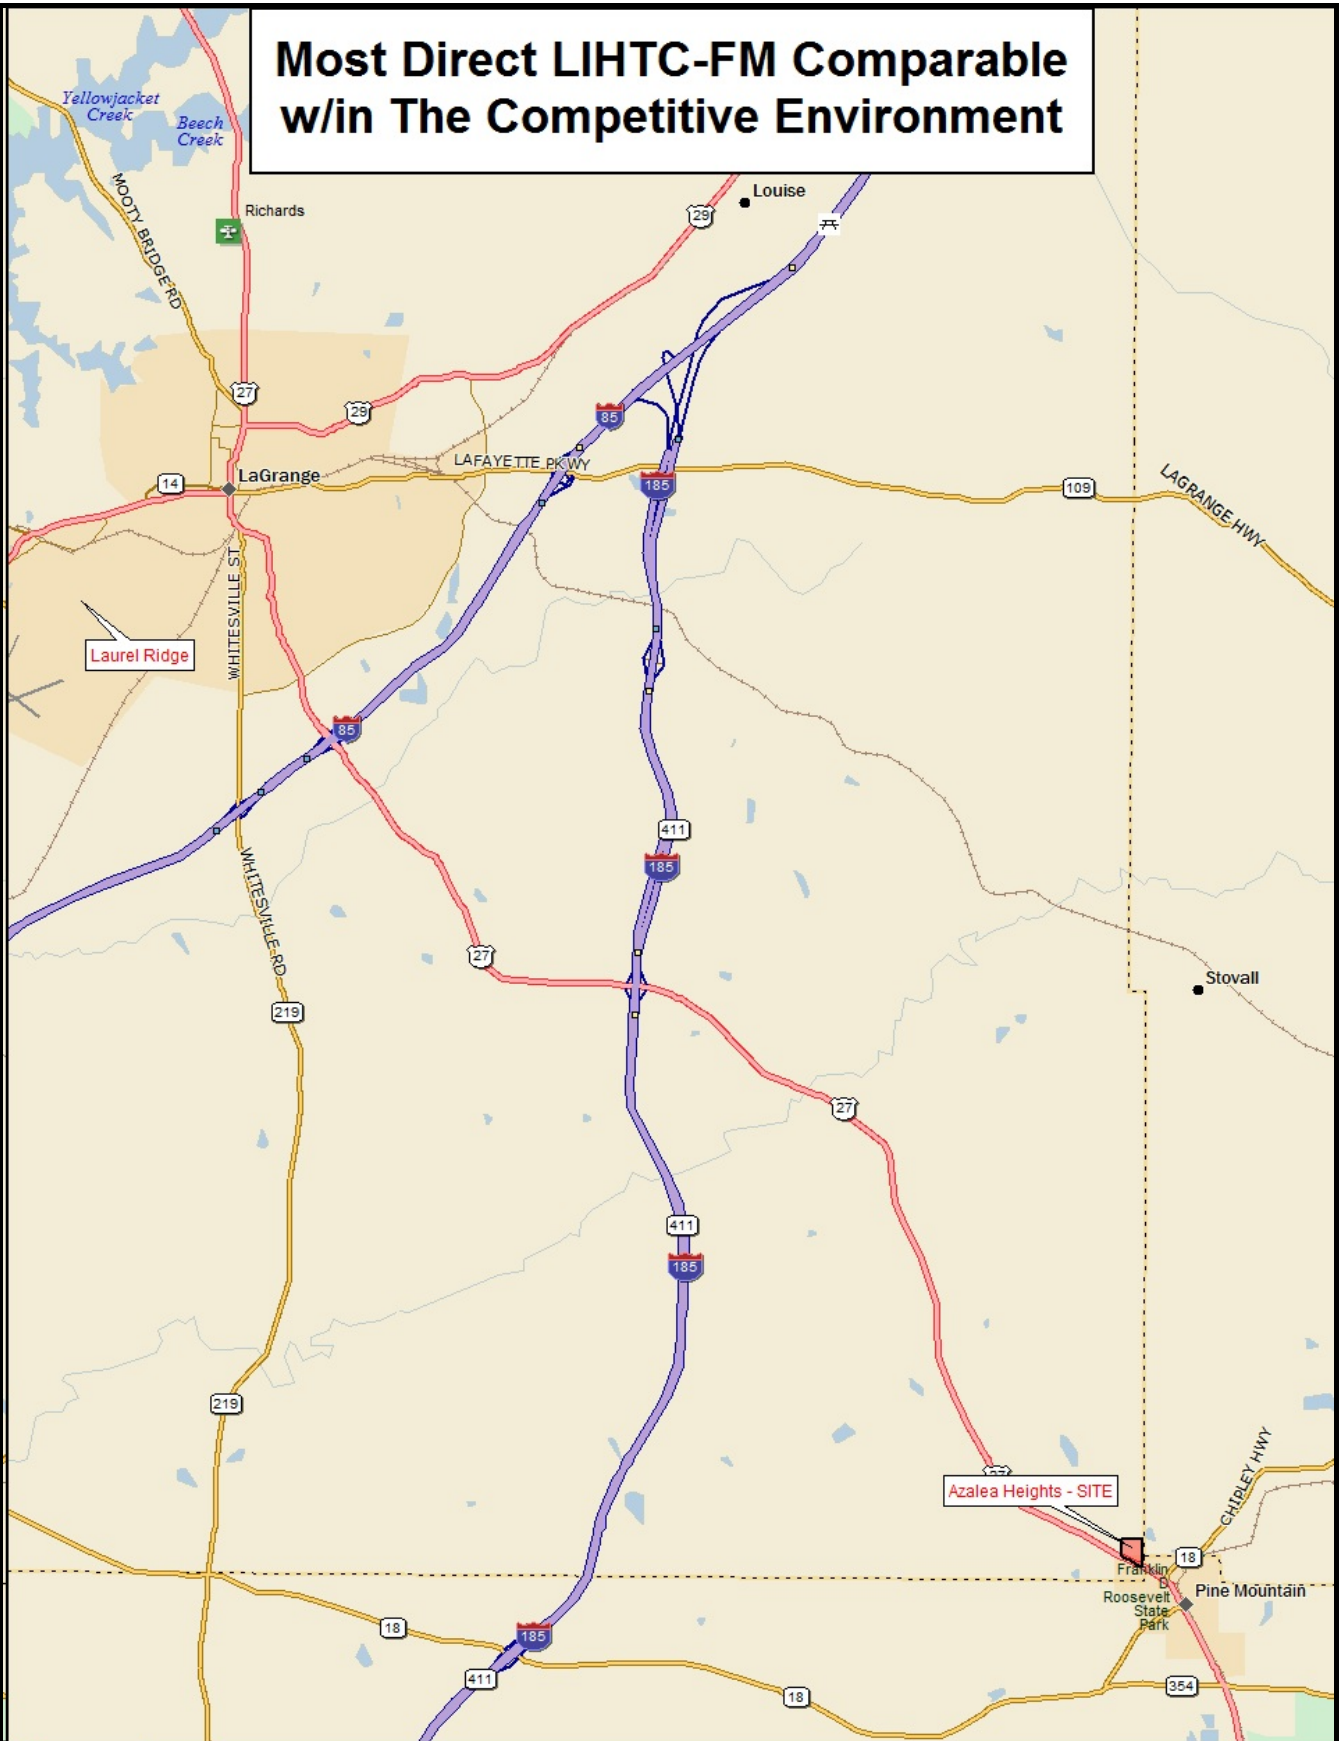 Most Direct LIHTC-FM Comparable
w/in The Competitive Environment
Yellowjacket
Creek
Beech
Creek
MOOTY BRIDGE RD
Richards
29
Louise
27
29
85
LAFAYETTE PKWY
14
LaGrange
185
109
LAGRANGE HWY
WHITESVILLE ST
Laurel Ridge
85
411
185
WHITESVILLE RD
27
219
Stovall
27
411
185
219
CHIPLEY HWY
27
Azalea Heights - SITE
18
Franklin
D
Roosevelt
State
Park
Pine Mountain
18
185
411
18
354